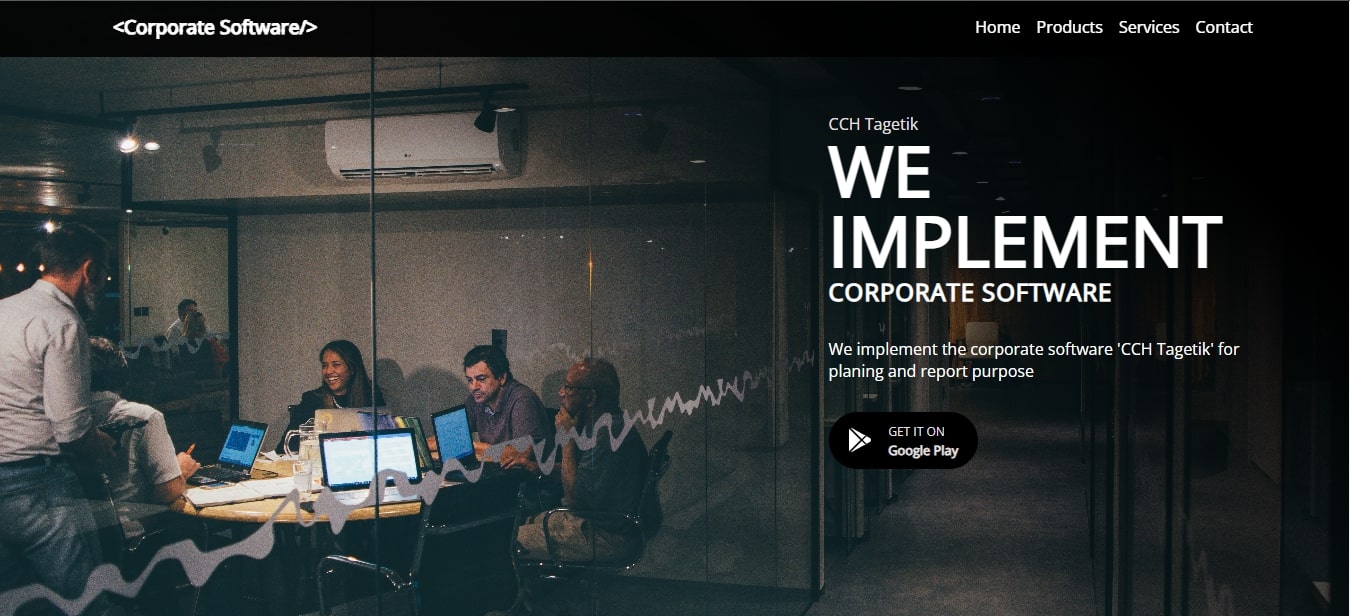 <Corporate Software/>
Home Products Services Contact
CCH Tagetik
WE
IMPLEMENT
CORPORATE SOFTWARE
We implement the corporate software 'CCH Tagetik' for
planing and report purpose
GET IT ON
Google Play